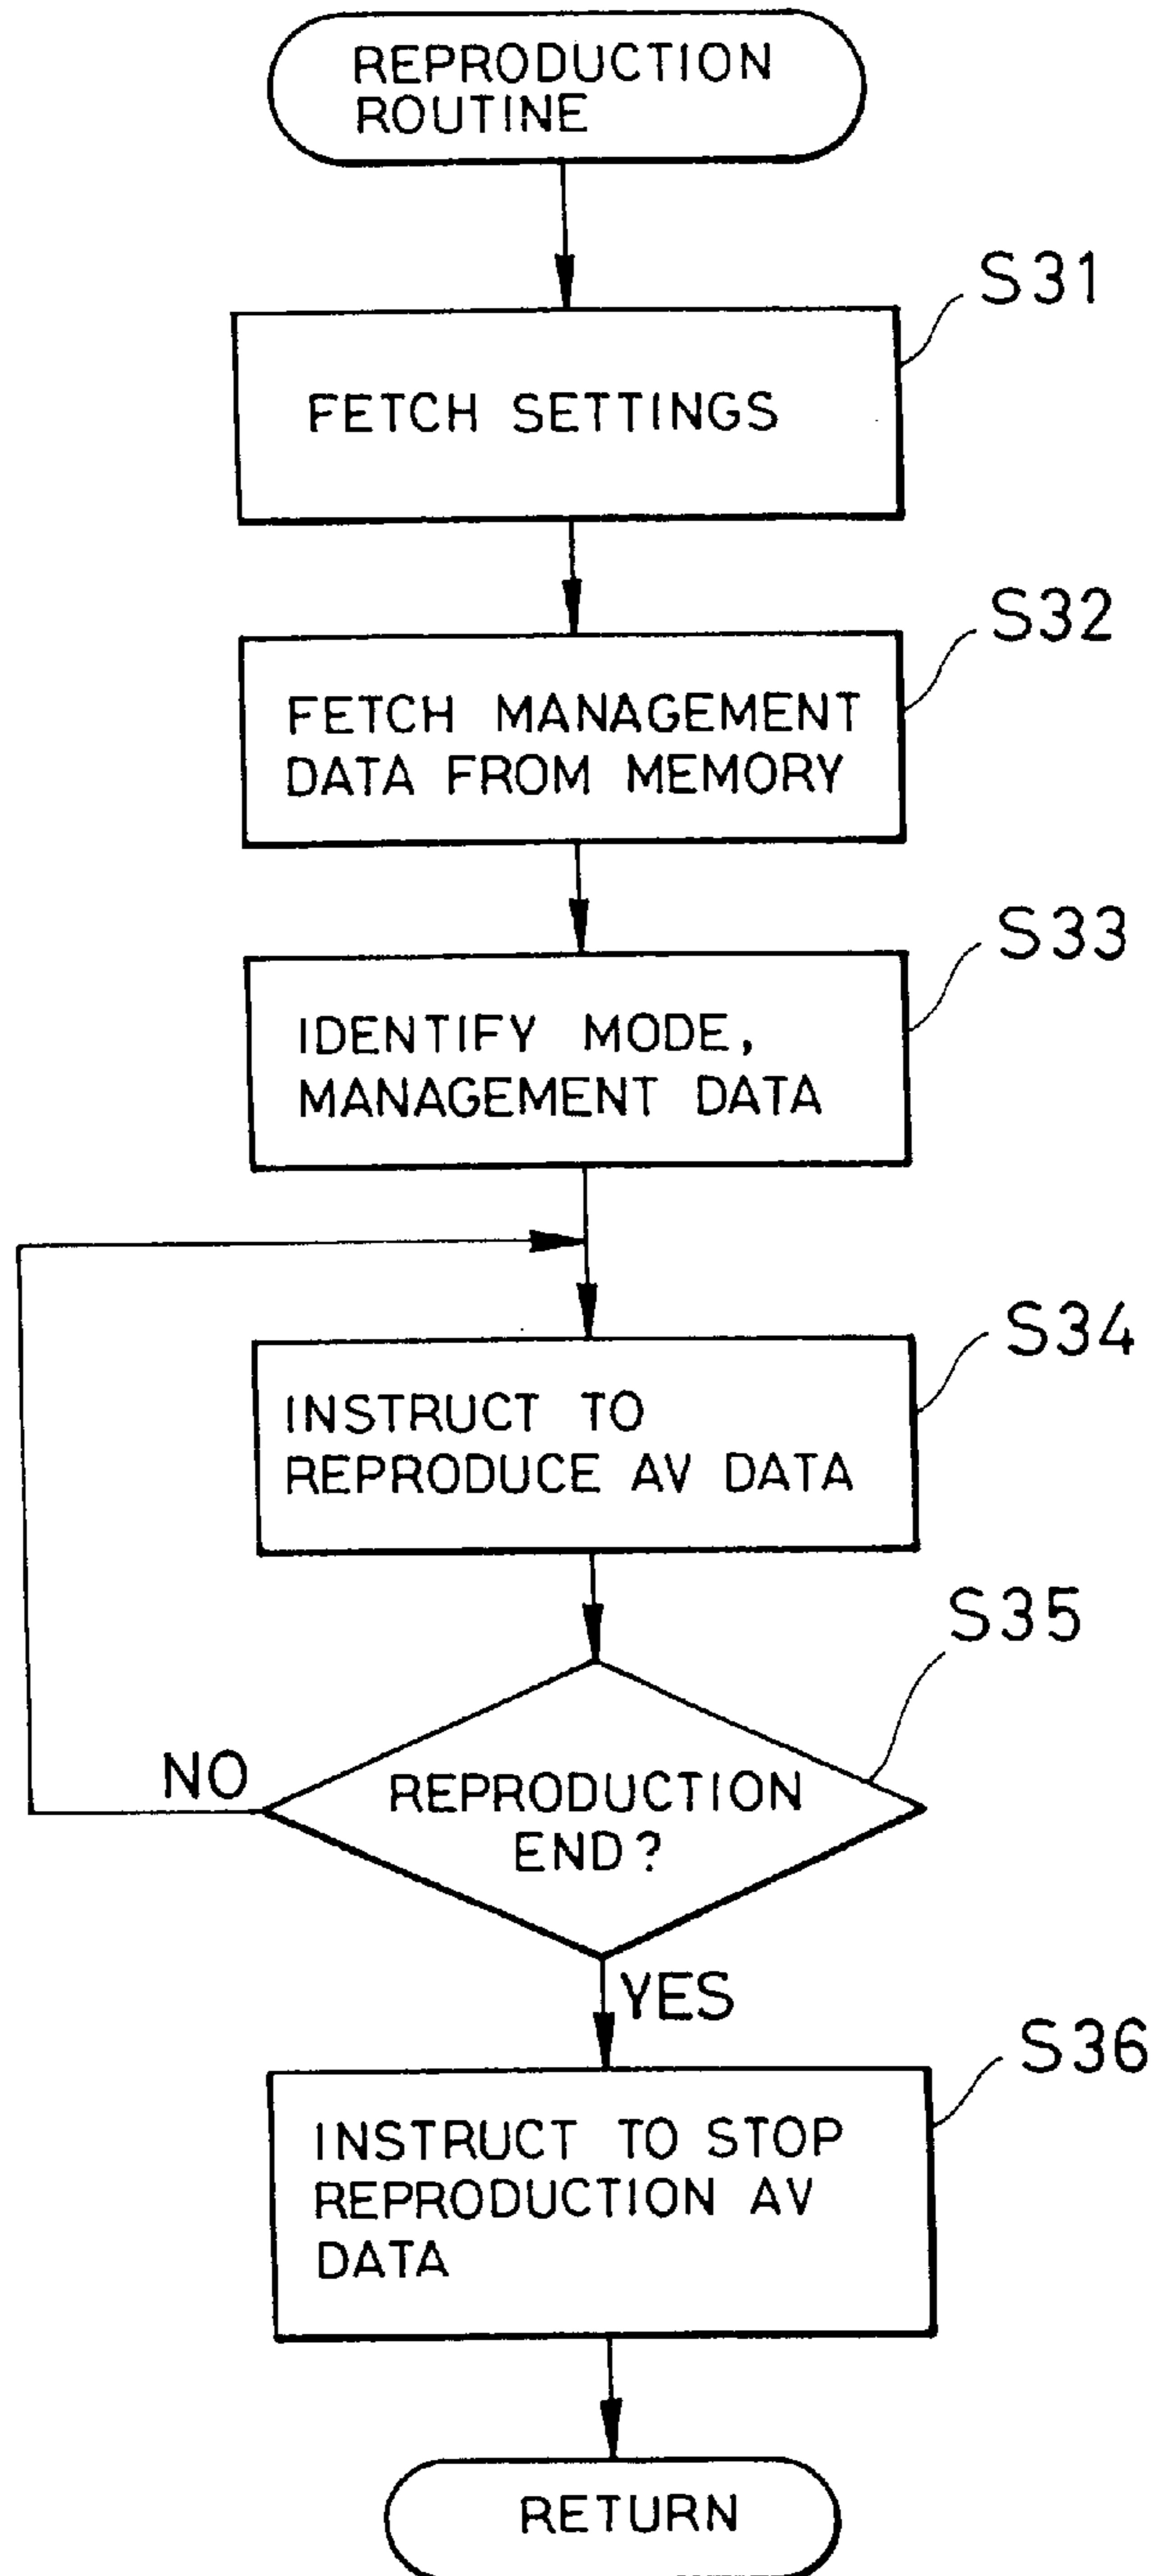 REPRODUCTION
ROUTINE
S31
FETCH SETTINGS
S32
FETCH MANAGEMENT
DATA FROM MEMORY
S33
IDENTIFY MODE,
MANAGEMENT DATA
S34
INSTRUCT TO
REPRODUCE AV DATA
S35
NO
REPRODUCTION
END?
YES
S36
INSTRUCT TO STOP
REPRODUCTION AV
DATA
RETURN